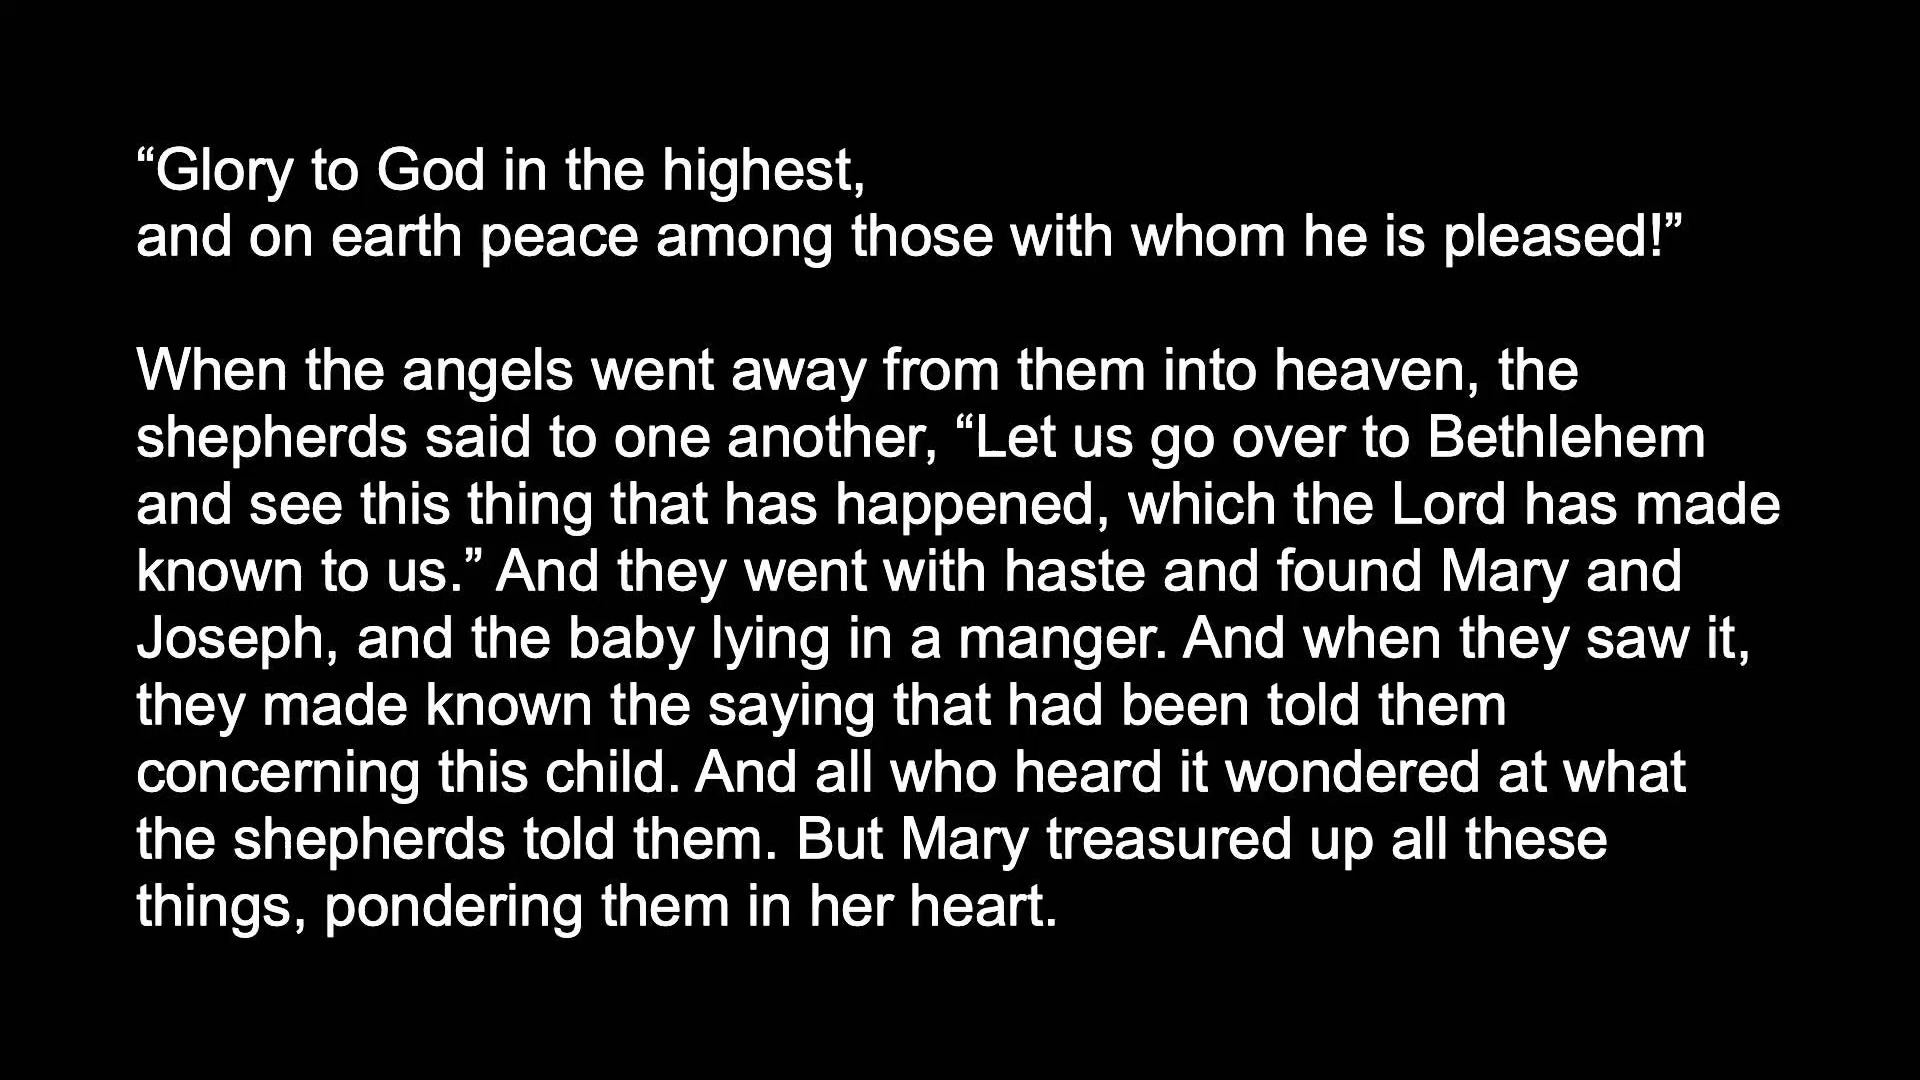 “Glory to God in the highest,
and on earth peace among those with whom he is pleased!”
When the angels went away from them into heaven, the
shepherds said to one another, “Let us go over to Bethlehem
and see this thing that has happened, which the Lord has made
known to us.” And they went with haste and found Mary and
Joseph, and the baby lying in a manger. And when they saw it,
they made known the saying that had been told them
concerning this child. And all who heard it wondered at what
the shepherds told them. But Mary treasured up all these
things, pondering them in her heart.